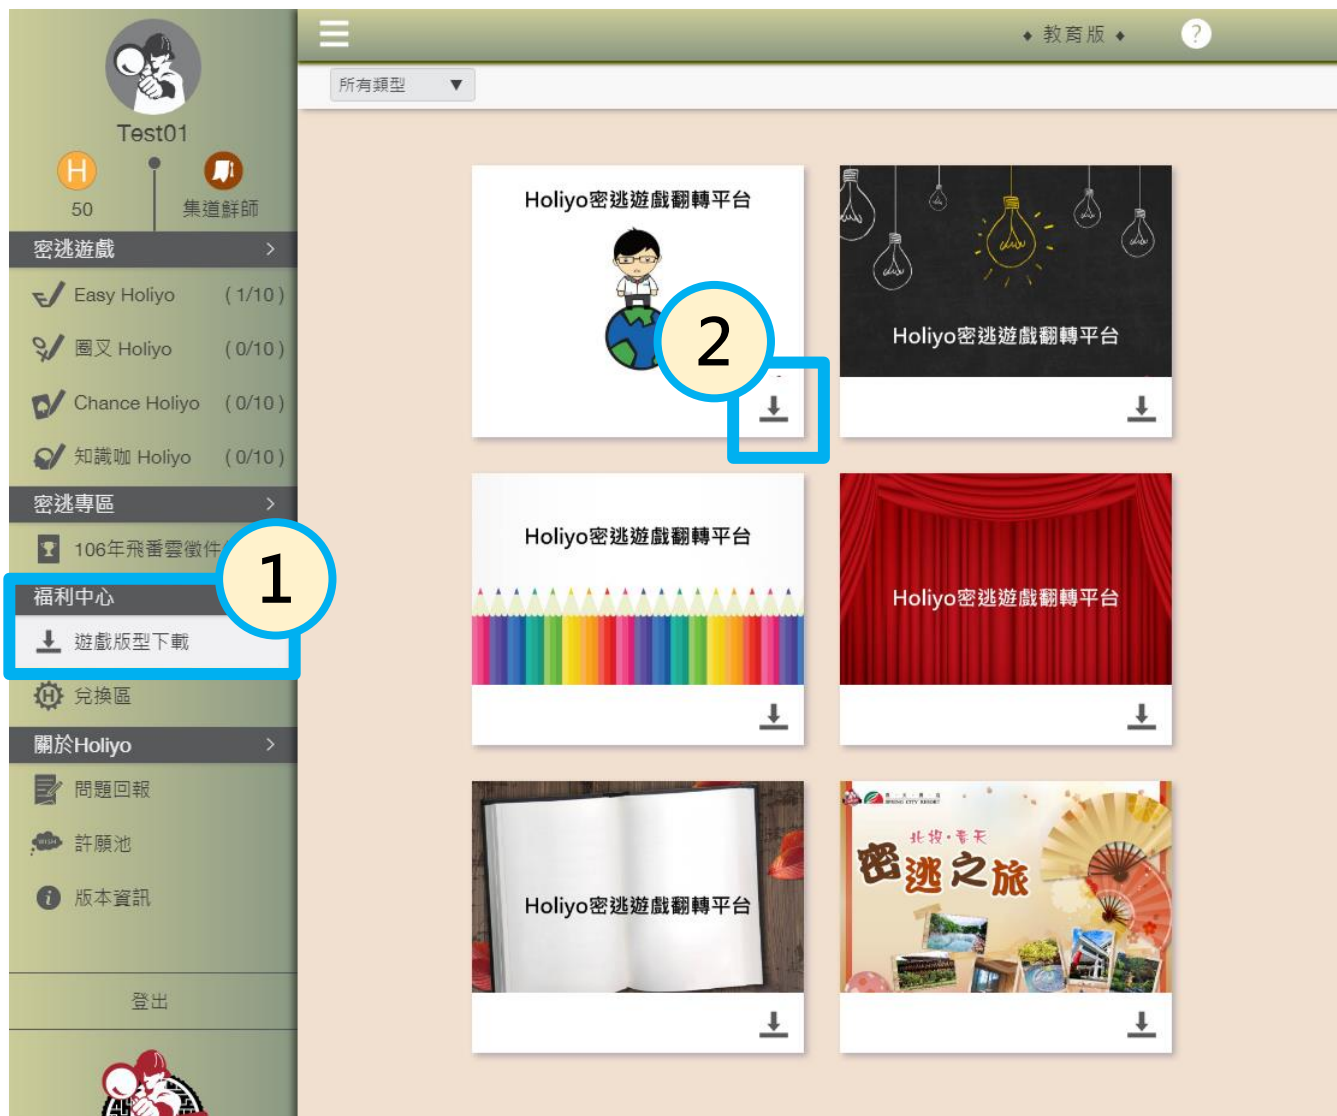 Test01
H
50
集道鮮師
密逃遊戲 >
Easy Holiyo (1/10)
圈叉 Holiyo (0/10)
Chance Holiyo (0/10)
知識咖 Holiyo (0/10)
密逃專區 >
106年飛番雲徵件
福利中心
1
遊戲版型下載
兌換區
關於Holiyo >
問題回報
許願池
版本資訊
登出
◆ 教育版 ◆
?
所有類型 ▼
Holiyo密逃遊戲翻轉平台
2
Holiyo密逃遊戲翻轉平台
Holiyo密逃遊戲翻轉平台
Holiyo密逃遊戲翻轉平台
Holiyo密逃遊戲翻轉平台
SPRING CITY RESORT
北投·春天
密逃之旅